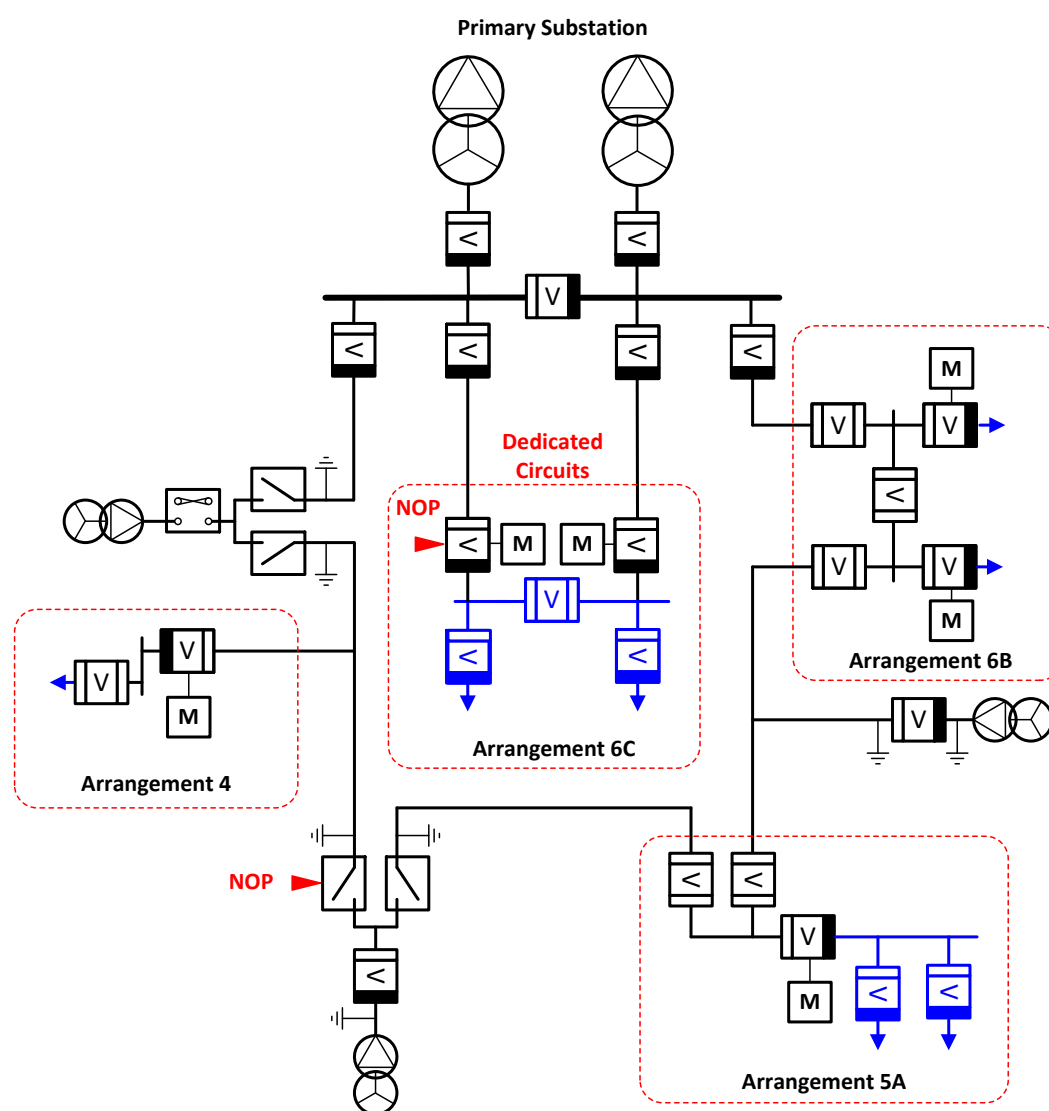 Primary Substation
V V
V
V V V V
M
V V
Dedicated
Circuits
V
NOP
V M M V
V V
V
M
V
V V
Arrangement 6B
V
M
V
Arrangement 6C
Arrangement 4
NOP
V V
V
V
V V
M
Arrangement 5A